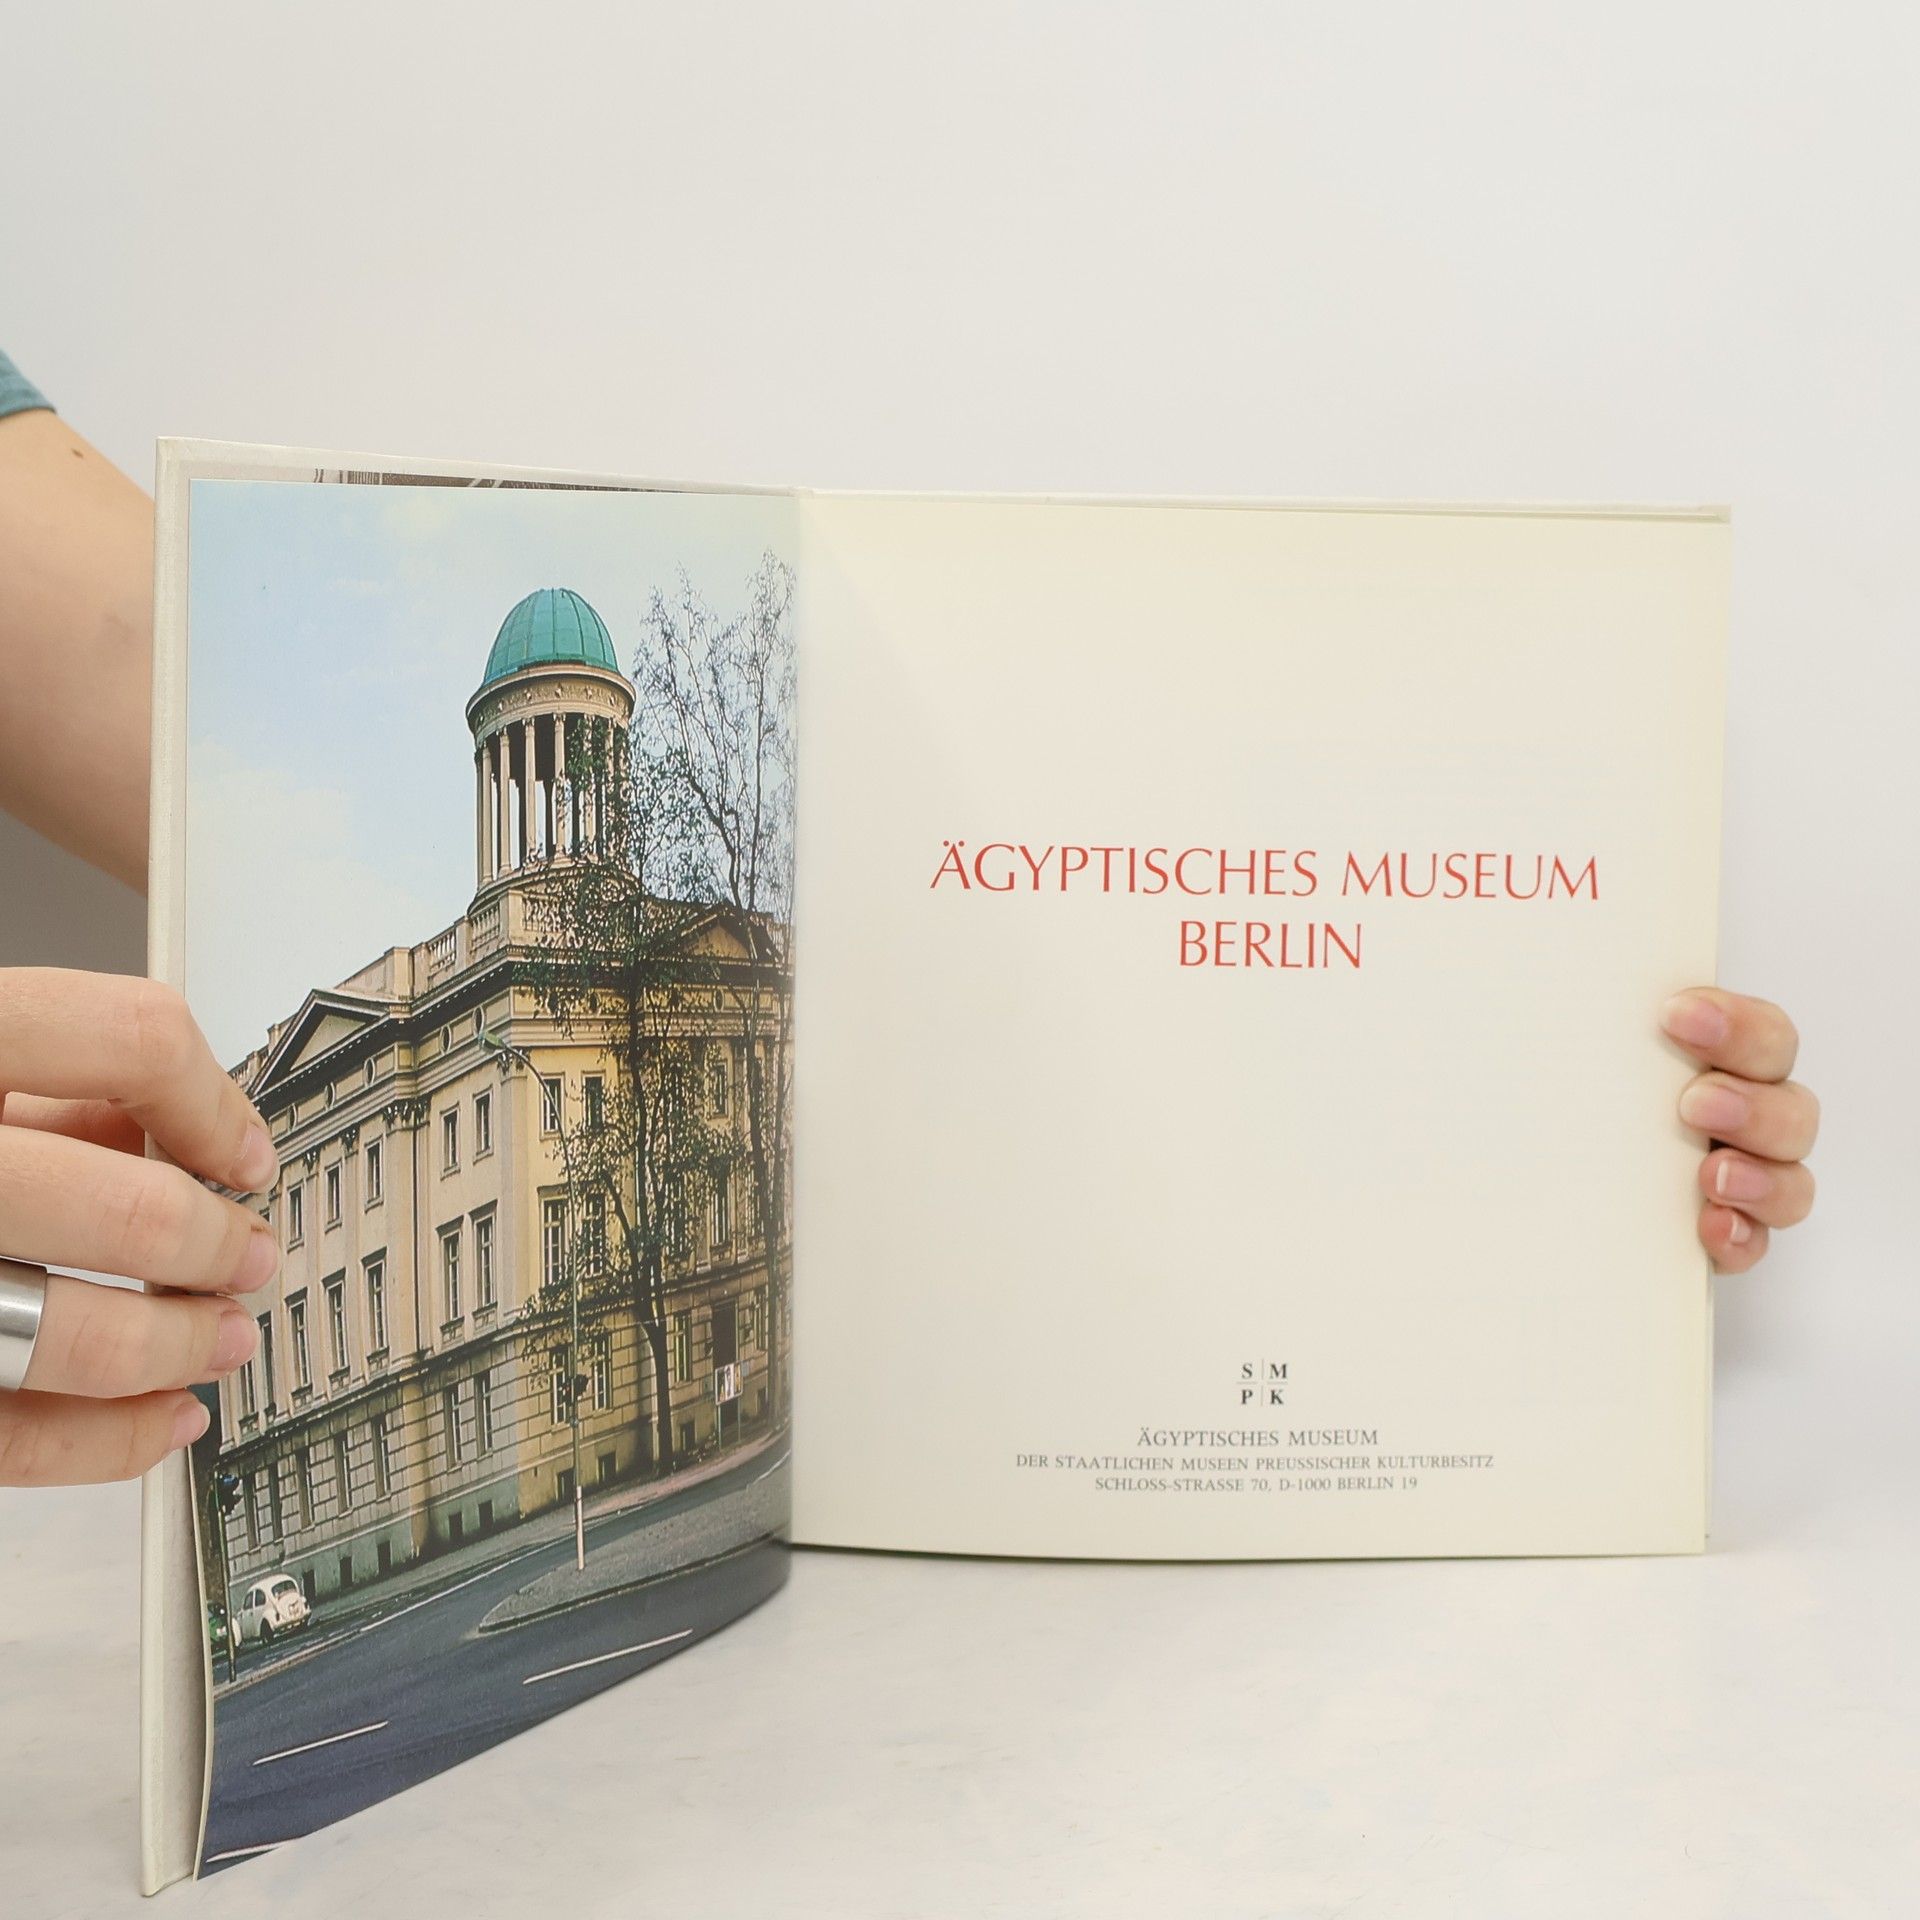 ÄGYPTISCHES MUSEUM
BERLIN
S M
P K
ÄGYPTISCHES MUSEUM
DER STAATLICHEN MUSEEN PREUSSISCHER KULTURBESITZ
SCHLOSS-STRASSE 70, D-1000 BERLIN 19